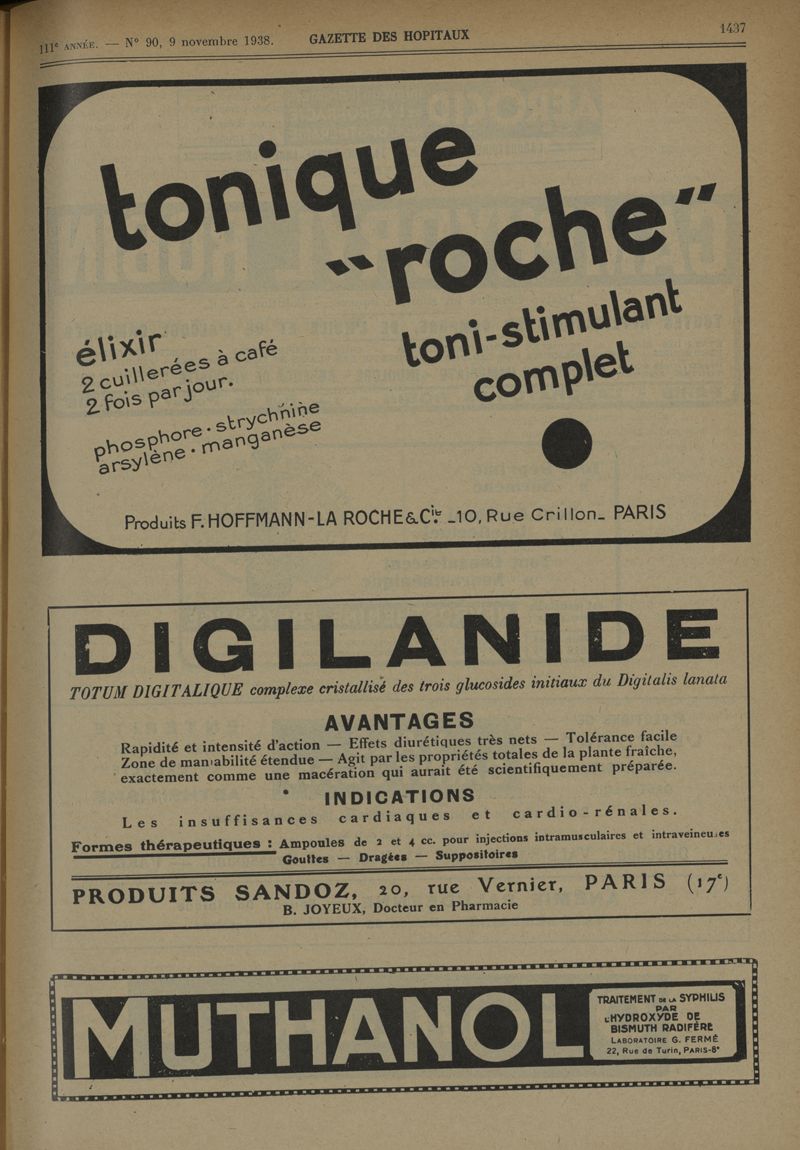 111e ANNÉE. — N° 90, 9 novembre 1938.
GAZETTE DES HOPITAUX
1437
tonique
"roche"
toni-stimulant
complet
élixir
2 cuillerées à café
2 fois par jour.
phosphore · strychnine
arsylène · manganèse
Produits F. HOFFMANN-LA ROCHE & Cie _10, Rue Crillon_ PARIS
DIGILANIDE
TOTUM DIGITALIQUE complexe cristallisé des trois glucosides initiaux du Digitalis lanata
AVANTAGES
Rapidité et intensité d'action — Effets diurétiques très nets — Tolérance facile
Zone de maniabilité étendue — Agit par les propriétés totales de la plante fraîche,
exactement comme une macération qui aurait été scientifiquement préparée.
INDICATIONS
Les insuffisances cardiaques et cardio-rénales.
Formes thérapeutiques : Ampoules de 2 et 4 cc. pour injections intramusculaires et intraveineuses
Gouttes — Dragées — Suppositoires
PRODUITS SANDOZ, 20, rue Vernier, PARIS (17e)
B. JOYEUX, Docteur en Pharmacie
MUTHANOL
TRAITEMENT DE LA SYPHILIS
PAR
L'HYDROXYDE DE
BISMUTH RADIFÈRE
LABORATOIRE G. FERMÉ
22, Rue de Turin, PARIS-8e